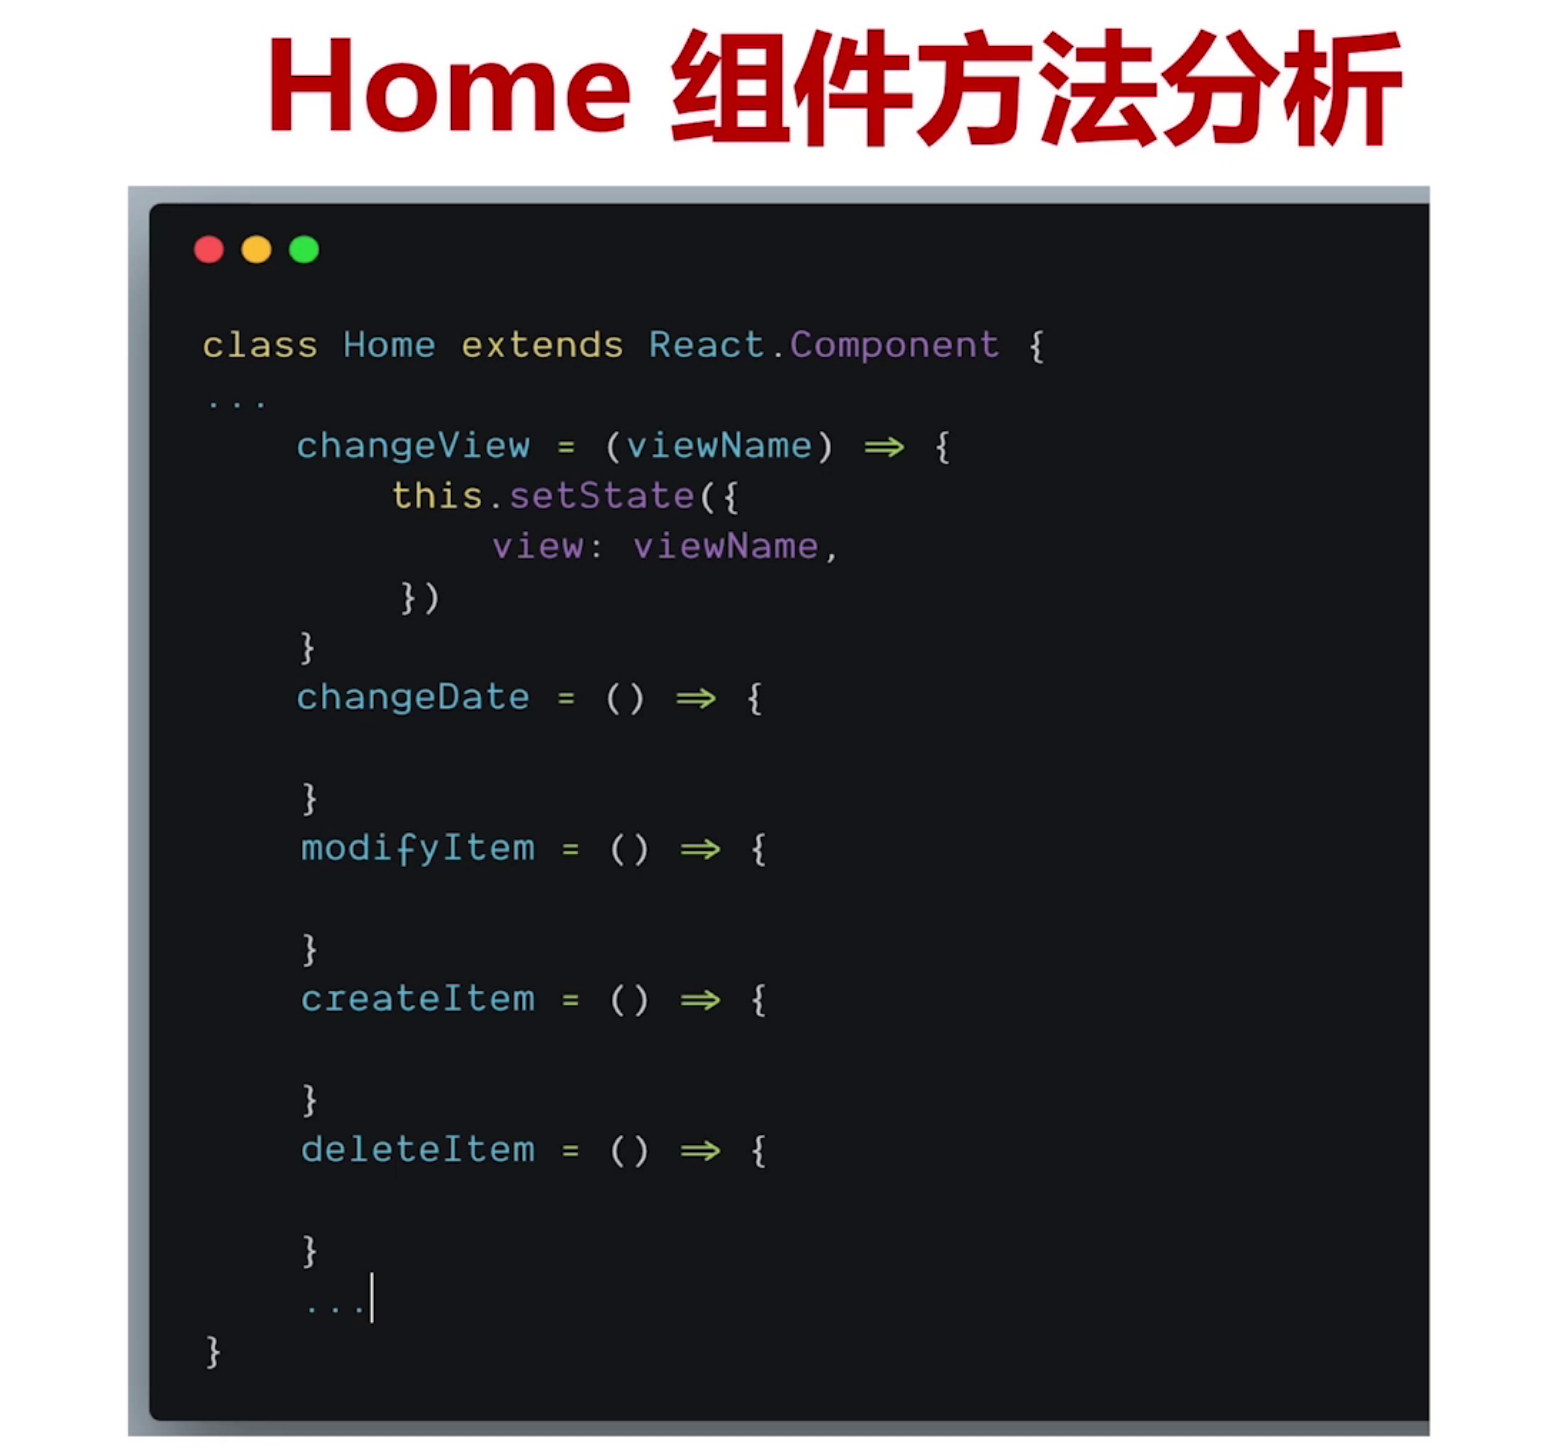 Home 组件方法分析
class Home extends React.Component {
...
changeView = (viewName) => {
this.setState({
view: viewName,
})
}
changeDate = () => {
}
modifyItem = () => {
}
createItem = () => {
}
deleteItem = () => {
}
...
}